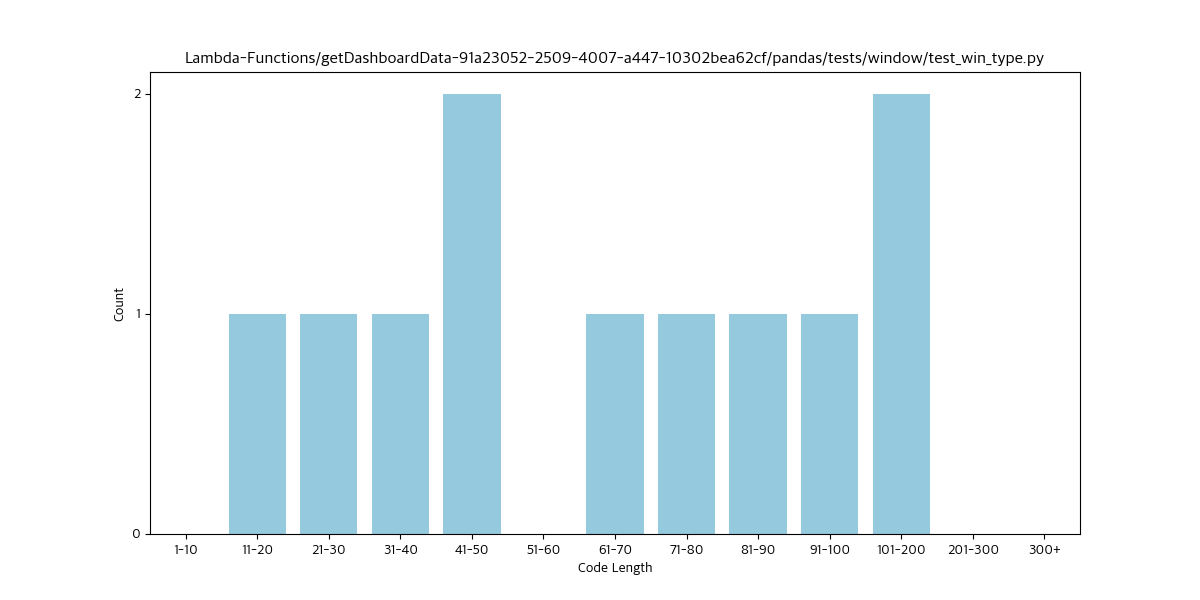 Lambda-Functions/getDashboardData-91a23052-2509-4007-a447-10302bea62cf/pandas/tests/window/test_win_type.py
2
1
0
Count
1-10 11-20 21-30 31-40 41-50 51-60 61-70 71-80 81-90 91-100 101-200 201-300 300+
Code Length